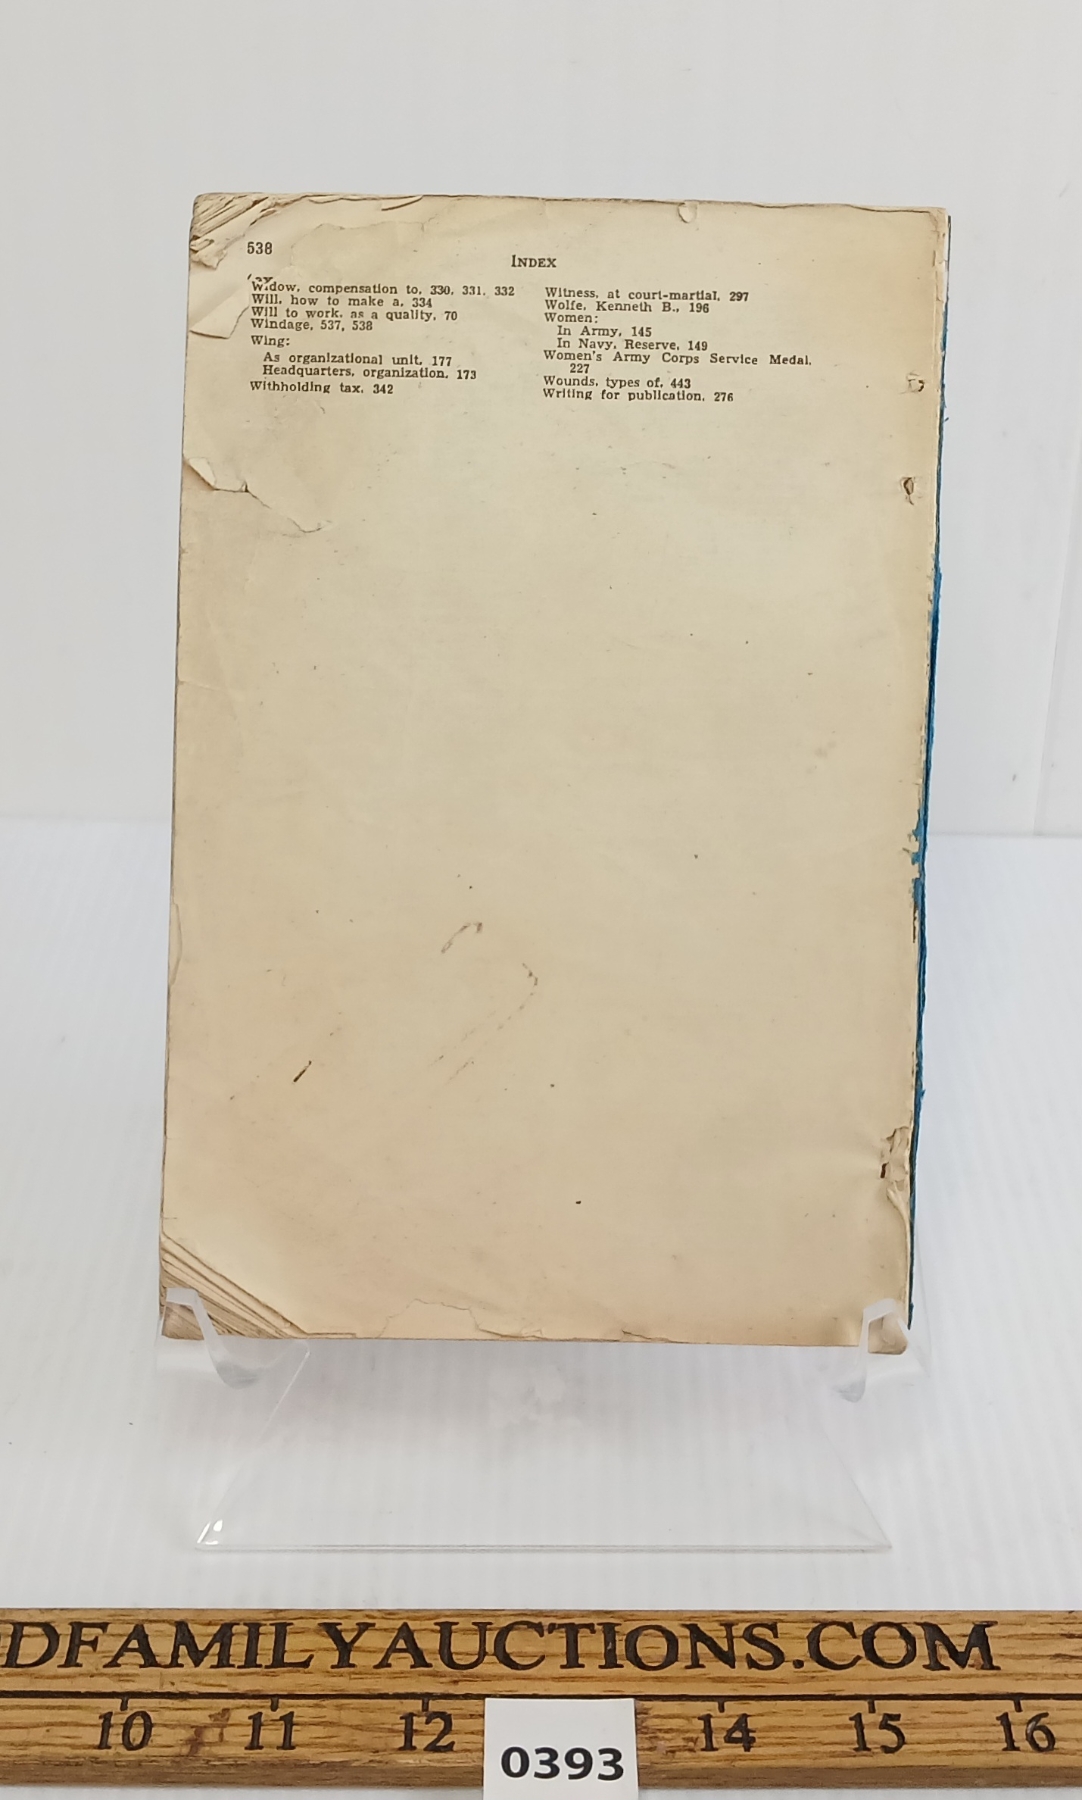 538
INDEX
Widow, compensation to, 330, 331, 332
Will, how to make a, 334
Will to work, as a quality, 70
Windage, 537, 538
Wing:
As organizational unit, 177
Headquarters, organization, 173
Withholding tax, 342
Witness, at court-martial, 297
Wolfe, Kenneth B., 196
Women:
In Army, 145
In Navy, Reserve, 149
Women's Army Corps Service Medal,
227
Wounds, types of, 443
Writing for publication, 276
DFAMILYAUCTIONS.COM
10 11 12 14 15 16
0393